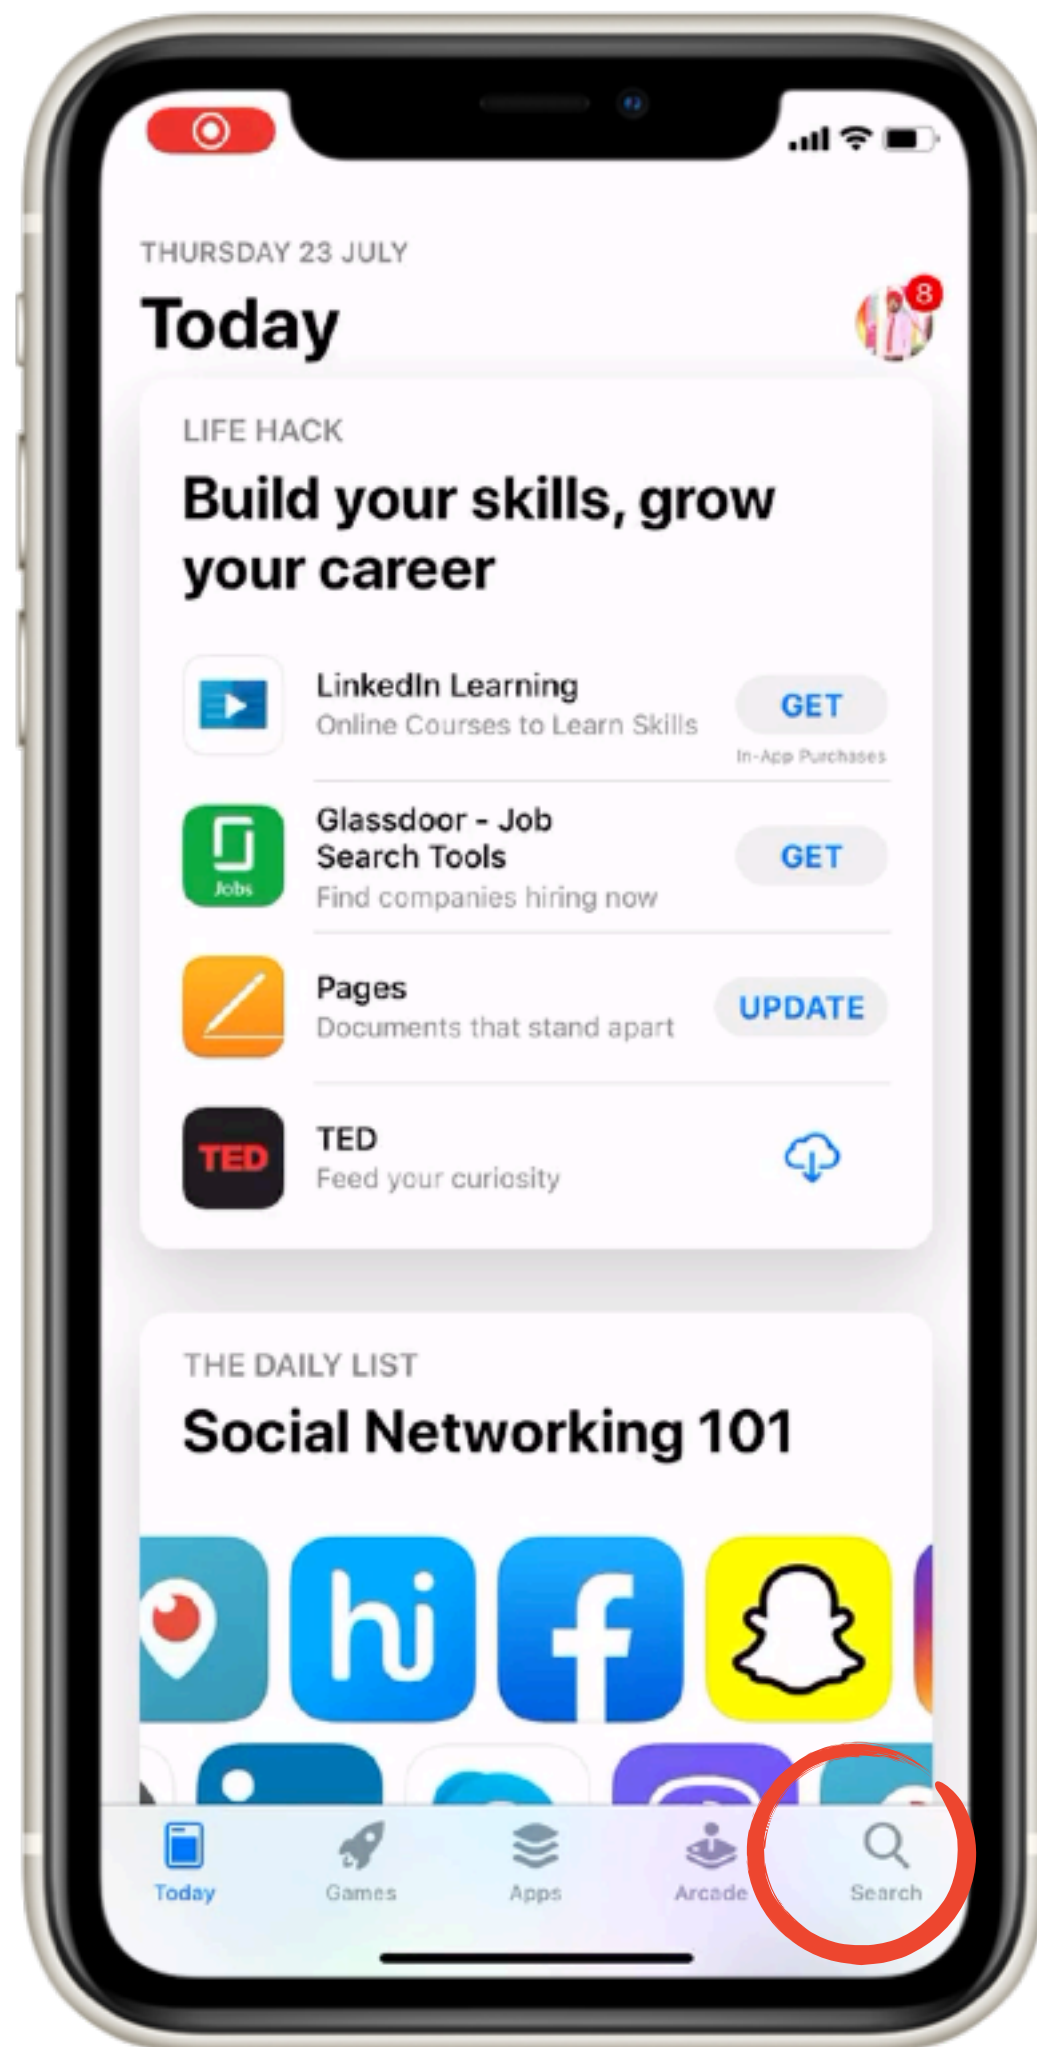 THURSDAY 23 JULY
Today
8
LIFE HACK
Build your skills, grow
your career
LinkedIn Learning
Online Courses to Learn Skills
GET
In-App Purchases
Glassdoor - Job
Search Tools
Find companies hiring now
GET
Jobs
Pages
Documents that stand apart
UPDATE
TED
TED
Feed your curiosity
THE DAILY LIST
Social Networking 101
hi
f
Today
Games
Apps
Arcade
Search